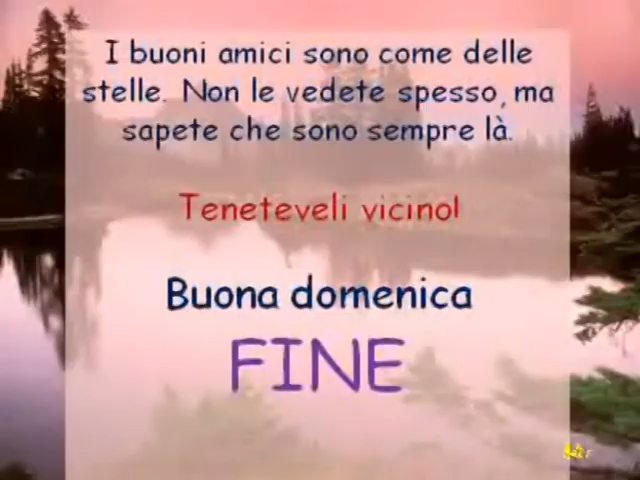 I buoni amici sono come delle
stelle. Non le vedete spesso, ma
sapete che sono sempre là.
Teneteveli vicino!
Buona domenica
FINE